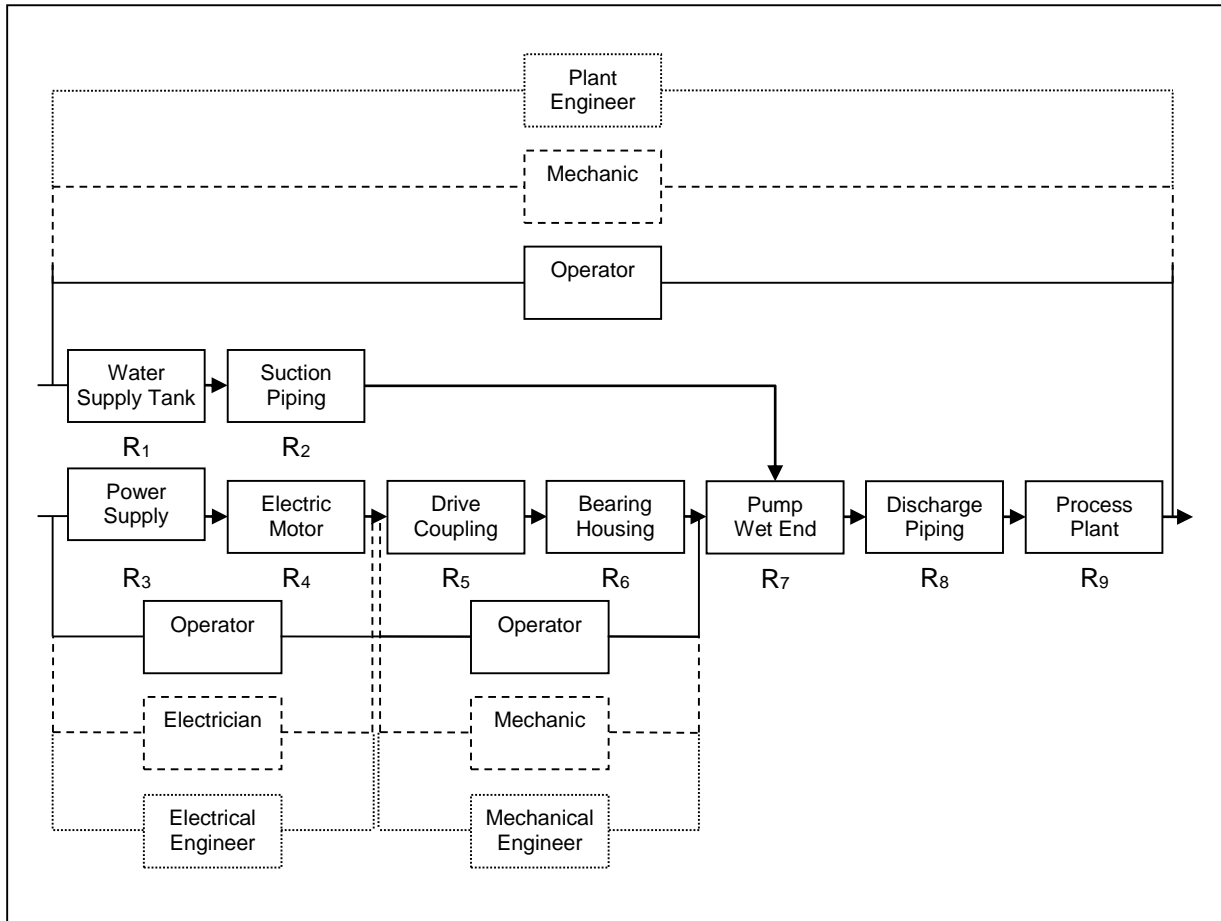 Plant
Engineer
Mechanic
Operator
Water
Supply Tank
Suction
Piping
R1
R2
Power
Supply
Electric
Motor
Drive
Coupling
Bearing
Housing
Pump
Wet End
Discharge
Piping
Process
Plant
R3
R4
R5
R6
R7
R8
R9
Operator
Operator
Electrician
Mechanic
Electrical
Engineer
Mechanical
Engineer